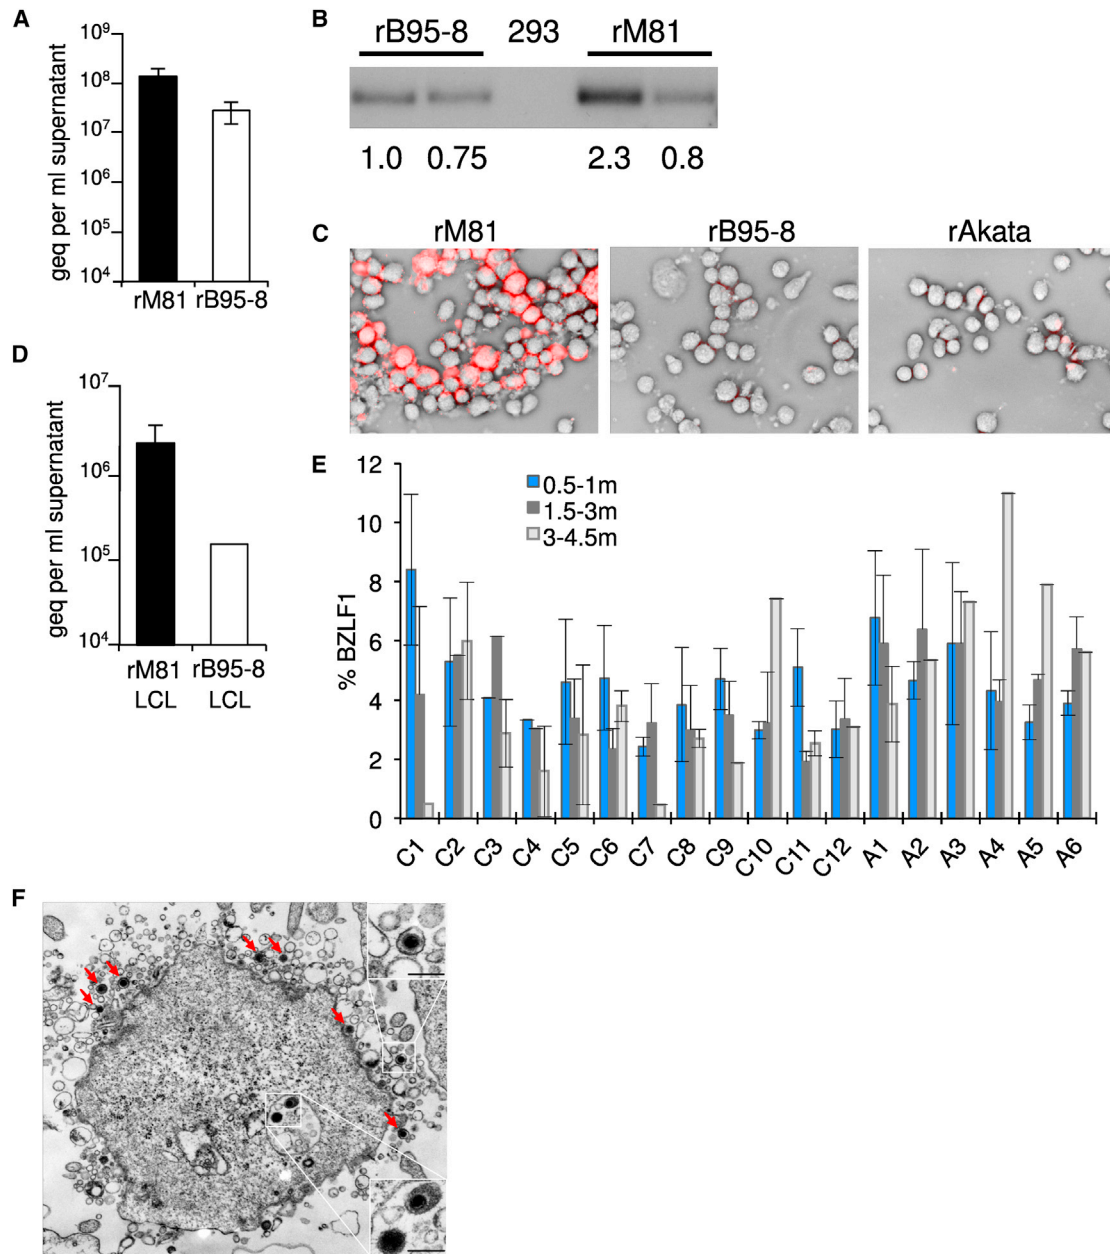 A
geq per ml supernatant
10⁹
10⁸
10⁷
10⁶
10⁵
10⁴
rM81 rB95-8
B
rB95-8 293 rM81
1.0 0.75 2.3 0.8
C
rM81 rB95-8 rAkata
D
geq per ml supernatant
10⁷
10⁶
10⁵
10⁴
rM81 rB95-8
LCL LCL
E
% BZLF1
12
10
8
6
4
2
0
0.5-1m
1.5-3m
3-4.5m
C1 C2 C3 C4 C5 C6 C7 C8 C9 C10 C11 C12 A1 A2 A3 A4 A5 A6
F